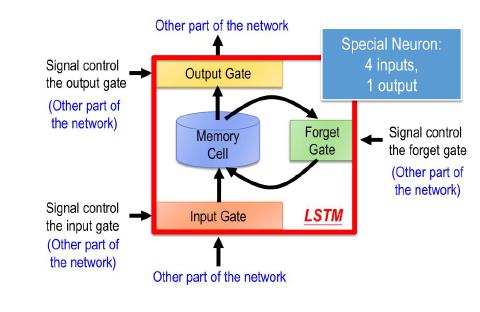 Other part of the network
Special Neuron:
4 inputs,
1 output
Signal control
the output gate
(Other part of
the network)
Output Gate
Memory
Cell
Forget
Gate
Signal control
the forget gate
(Other part of
the network)
Signal control
the input gate
(Other part of
the network)
Input Gate
LSTM
Other part of the network